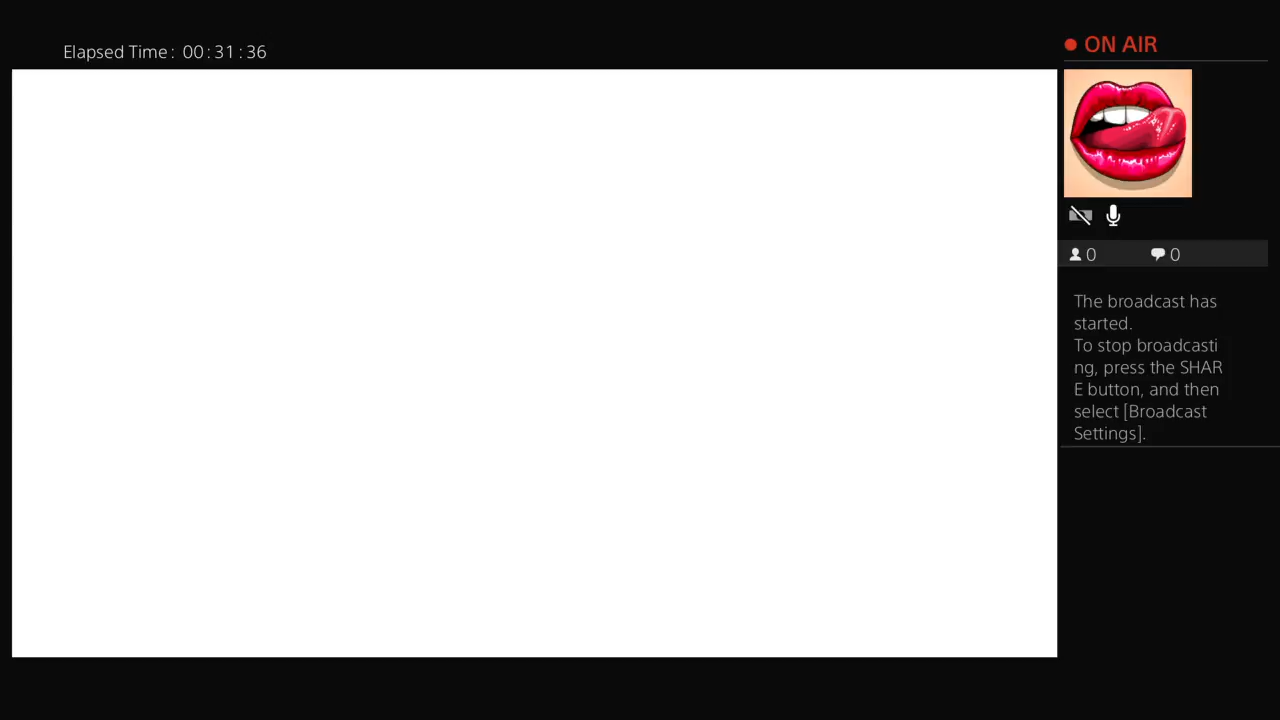 Elapsed Time: 00:31:36
ON AIR
0 0
The broadcast has
started.
To stop broadcasti
ng, press the SHAR
E button, and then
select [Broadcast
Settings].